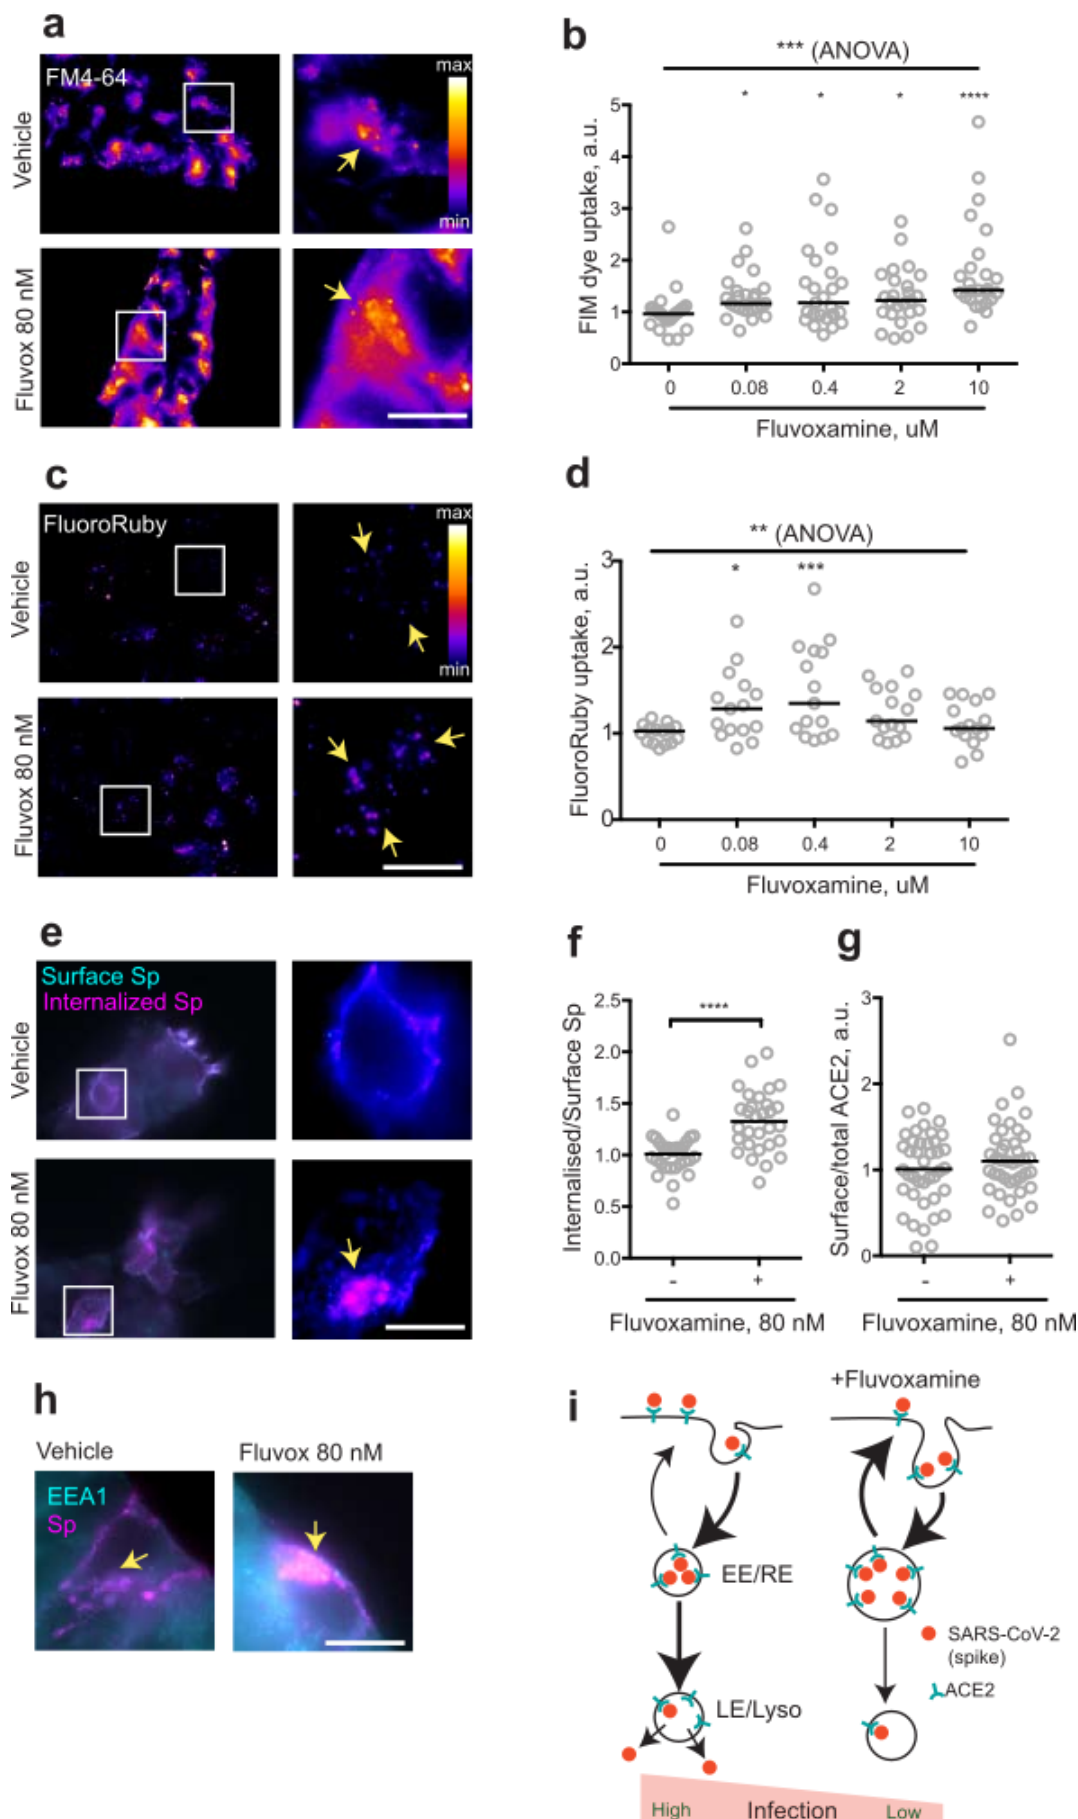 a
FM4-64
Vehicle
Fluvox 80 nM
max
min
b
*** (ANOVA)
* * * ****
FIM dye uptake, a.u.
5
4
3
2
1
0
0 0.08 0.4 2 10
Fluvoxamine, uM
c
FluoroRuby
Vehicle
Fluvox 80 nM
max
min
d
** (ANOVA)
* ***
FluoroRuby uptake, a.u.
3
2
1
0
0 0.08 0.4 2 10
Fluvoxamine, uM
e
Surface Sp
Internalized Sp
Vehicle
Fluvox 80 nM
f
****
Internalised/Surface Sp
2.5
2.0
1.5
1.0
0.5
0.0
- +
Fluvoxamine, 80 nM
g
Surface/total ACE2, a.u.
3
2
1
0
- +
Fluvoxamine, 80 nM
h
Vehicle
Fluvox 80 nM
EEA1
Sp
i
+Fluvoxamine
EE/RE
LE/Lyso
SARS-CoV-2
(spike)
ACE2
High Infection Low